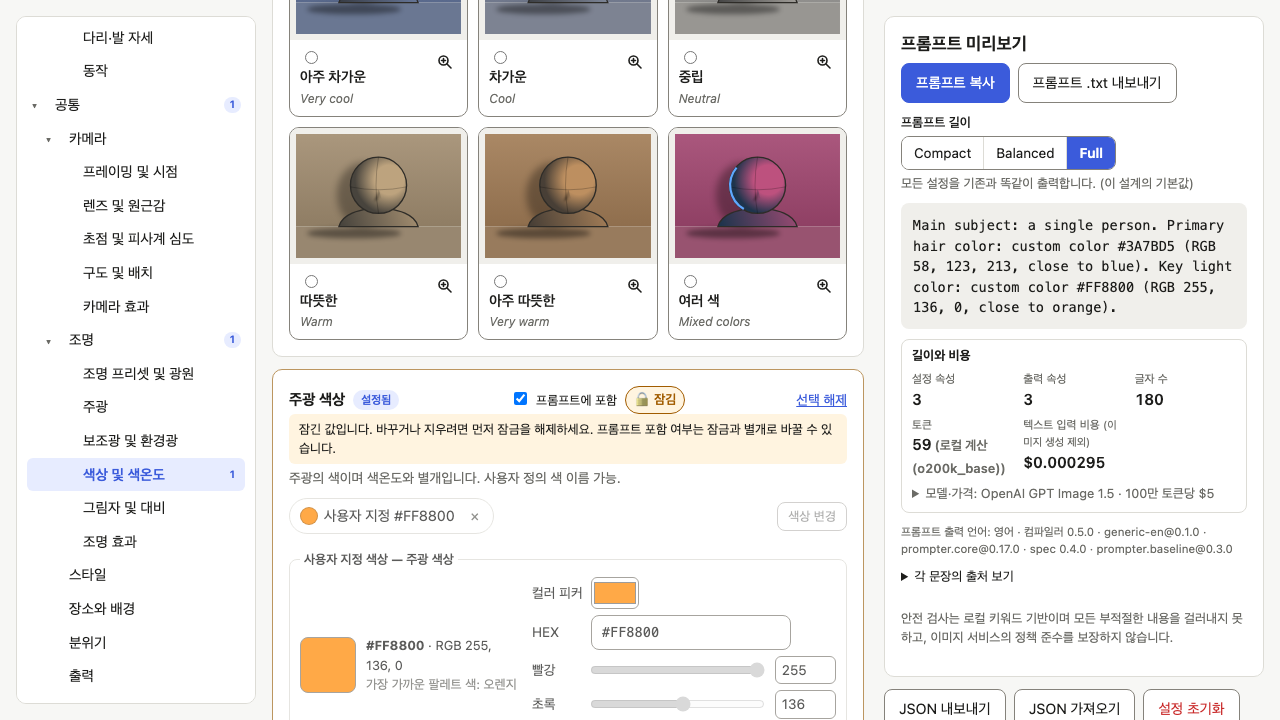 다리·발 자세
동작
공통 1
카메라
프레이밍 및 시점
렌즈 및 원근감
초점 및 피사계 심도
구도 및 배치
카메라 효과
조명 1
조명 프리셋 및 광원
주광
보조광 및 환경광
색상 및 색온도 1
그림자 및 대비
조명 효과
스타일
장소와 배경
분위기
출력
아주 차가운
Very cool
차가운
Cool
중립
Neutral
따뜻한
Warm
아주 따뜻한
Very warm
여러 색
Mixed colors
주광 색상 설정됨 프롬프트에 포함 잠김 선택 해제
잠긴 값입니다. 바꾸거나 지우려면 먼저 잠금을 해제하세요. 프롬프트 포함 여부는 잠금과 별개로 바꿀 수 있
습니다.
주광의 색이며 색온도와 별개입니다. 사용자 정의 색 이름 가능.
사용자 지정 #FF8800 ×
색상 변경
사용자 지정 색상 — 주광 색상
#FF8800 · RGB 255,
136, 0
가장 가까운 팔레트 색: 오렌지
컬러 피커
HEX #FF8800
빨강 255
초록 136
프롬프트 미리보기
프롬프트 복사 프롬프트 .txt 내보내기
프롬프트 길이
Compact Balanced Full
모든 설정을 기존과 똑같이 출력합니다. (이 설계의 기본값)
Main subject: a single person. Primary
hair color: custom color #3A7BD5 (RGB
58, 123, 213, close to blue). Key light
color: custom color #FF8800 (RGB 255,
136, 0, close to orange).
길이와 비용
설정 속성
3
출력 속성
3
글자 수
180
토큰
59 (로컬 계산
(o200k_base))
텍스트 입력 비용 (이
미지 생성 제외)
$0.000295
모델·가격: OpenAI GPT Image 1.5 · 100만 토큰당 $5
프롬프트 출력 언어: 영어 · 컴파일러 0.5.0 · generic-en@0.1.0 ·
prompter.core@0.17.0 · spec 0.4.0 · prompter.baseline@0.3.0
각 문장의 출처 보기
안전 검사는 로컬 키워드 기반이며 모든 부적절한 내용을 걸러내지 못
하고, 이미지 서비스의 정책 준수를 보장하지 않습니다.
JSON 내보내기 JSON 가져오기 설정 초기화